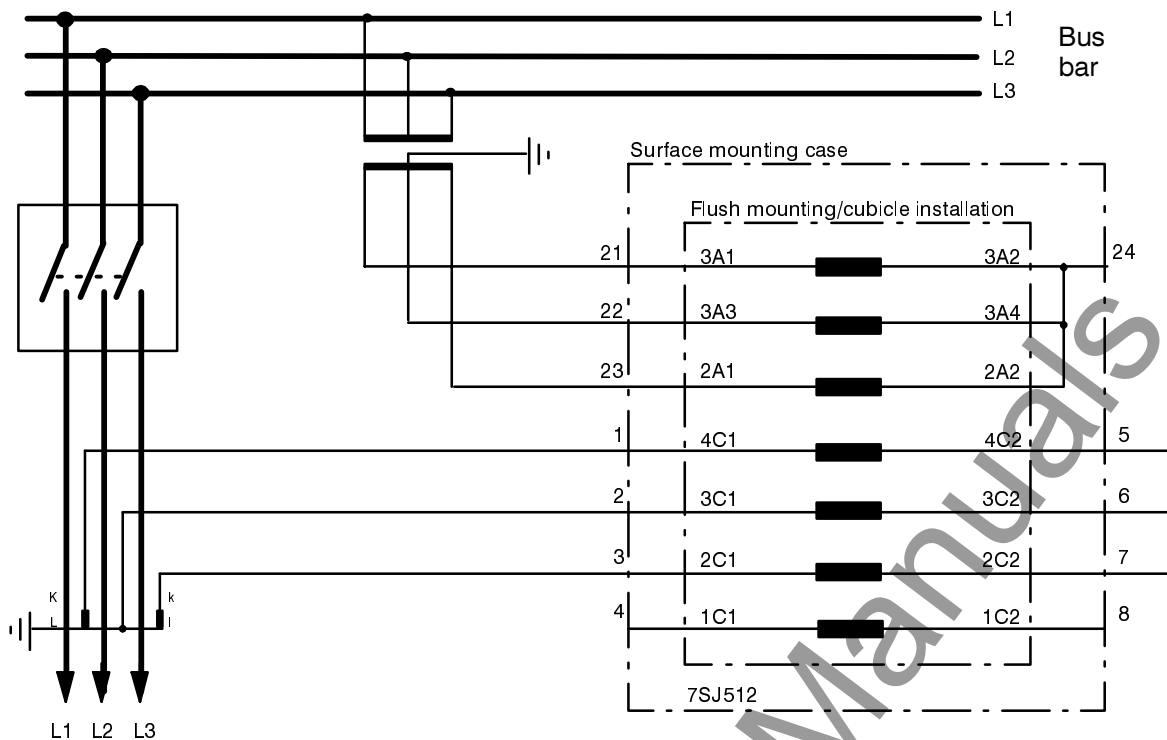 L1
L2
L3
Bus
bar
Surface mounting case
Flush mounting/cubicle installation
21 3A1 3A2 24
22 3A3 3A4
23 2A1 2A2
1 4C1 4C2 5
2 3C1 3C2 6
3 2C1 2C2 7
4 1C1 1C2 8
K k
L l
7SJ512
L1 L2 L3
Manuals